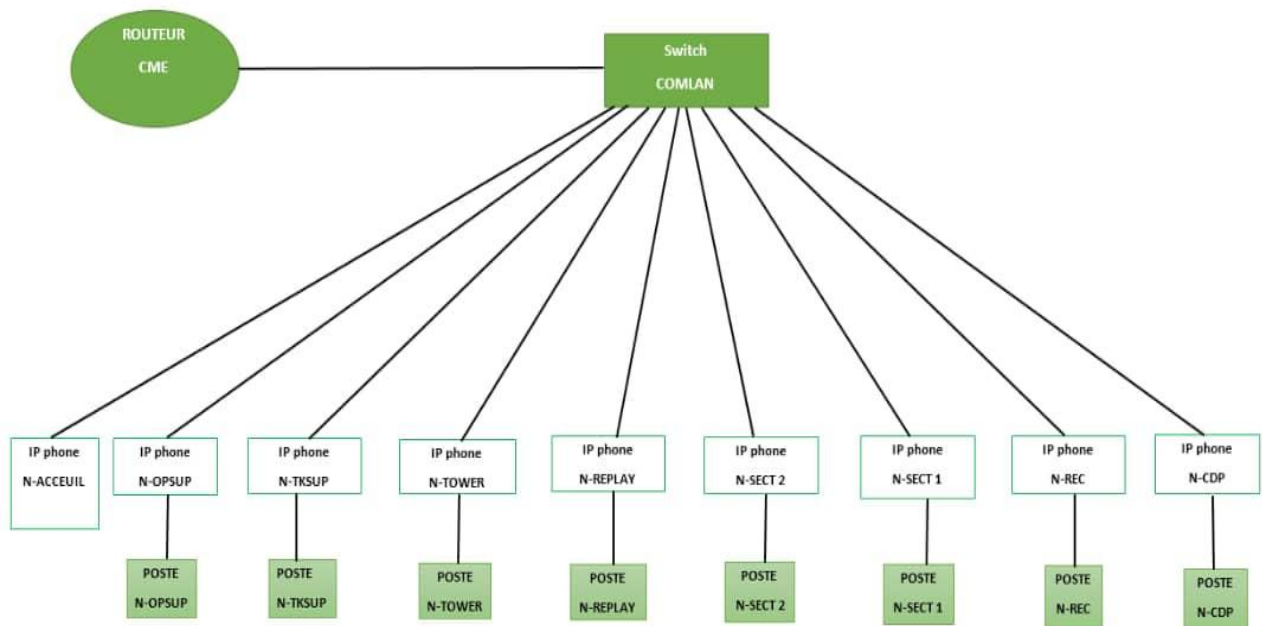 ROUTEUR
CME
Switch
COMLAN
IP phone
N-ACCEUIL
IP phone
N-OPSUP
IP phone
N-TKSUP
IP phone
N-TOWER
IP phone
N-REPLAY
IP phone
N-SECT 2
IP phone
N-SECT 1
IP phone
N-REC
IP phone
N-CDP
POSTE
N-OPSUP
POSTE
N-TKSUP
POSTE
N-TOWER
POSTE
N-REPLAY
POSTE
N-SECT 2
POSTE
N-SECT 1
POSTE
N-REC
POSTE
N-CDP